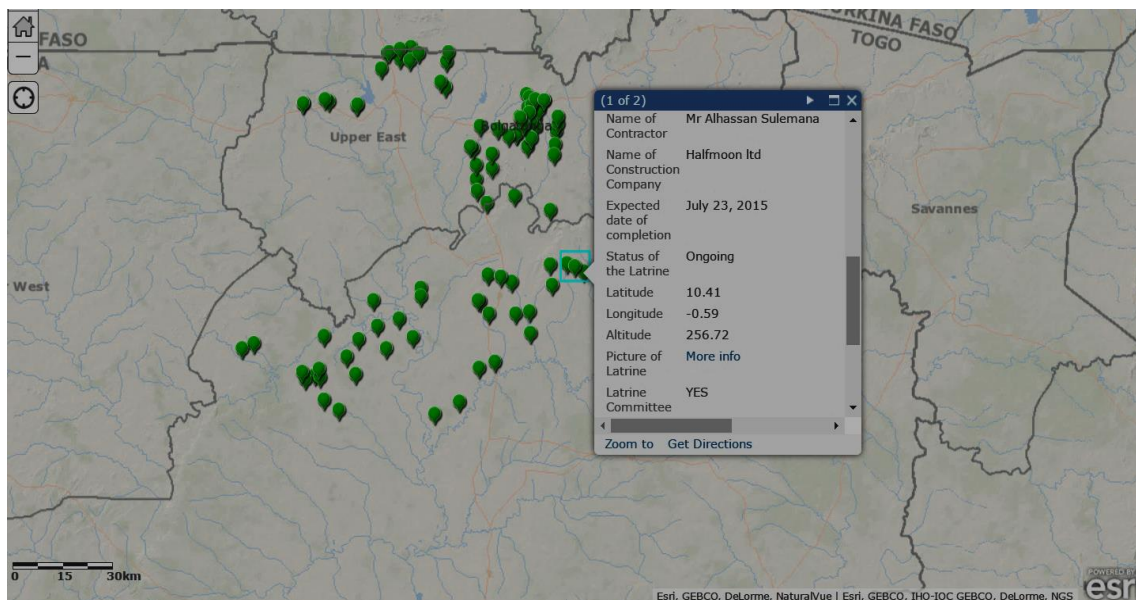 BURKINA FASO
FASO
TOGO
A
Upper East
Bolgatanga
Savannes
West
(1 of 2)
Name of Contractor Mr Alhassan Sulemana
Name of Construction Company Halfmoon ltd
Expected date of completion July 23, 2015
Status of the Latrine Ongoing
Latitude 10.41
Longitude -0.59
Altitude 256.72
Picture of Latrine More info
Latrine Committee YES
Zoom to Get Directions
0 15 30km
POWERED BY
esri
Esri, GEBCO, DeLorme, NaturalVue | Esri, GEBCO, IHO-IOC GEBCO, DeLorme, NGS